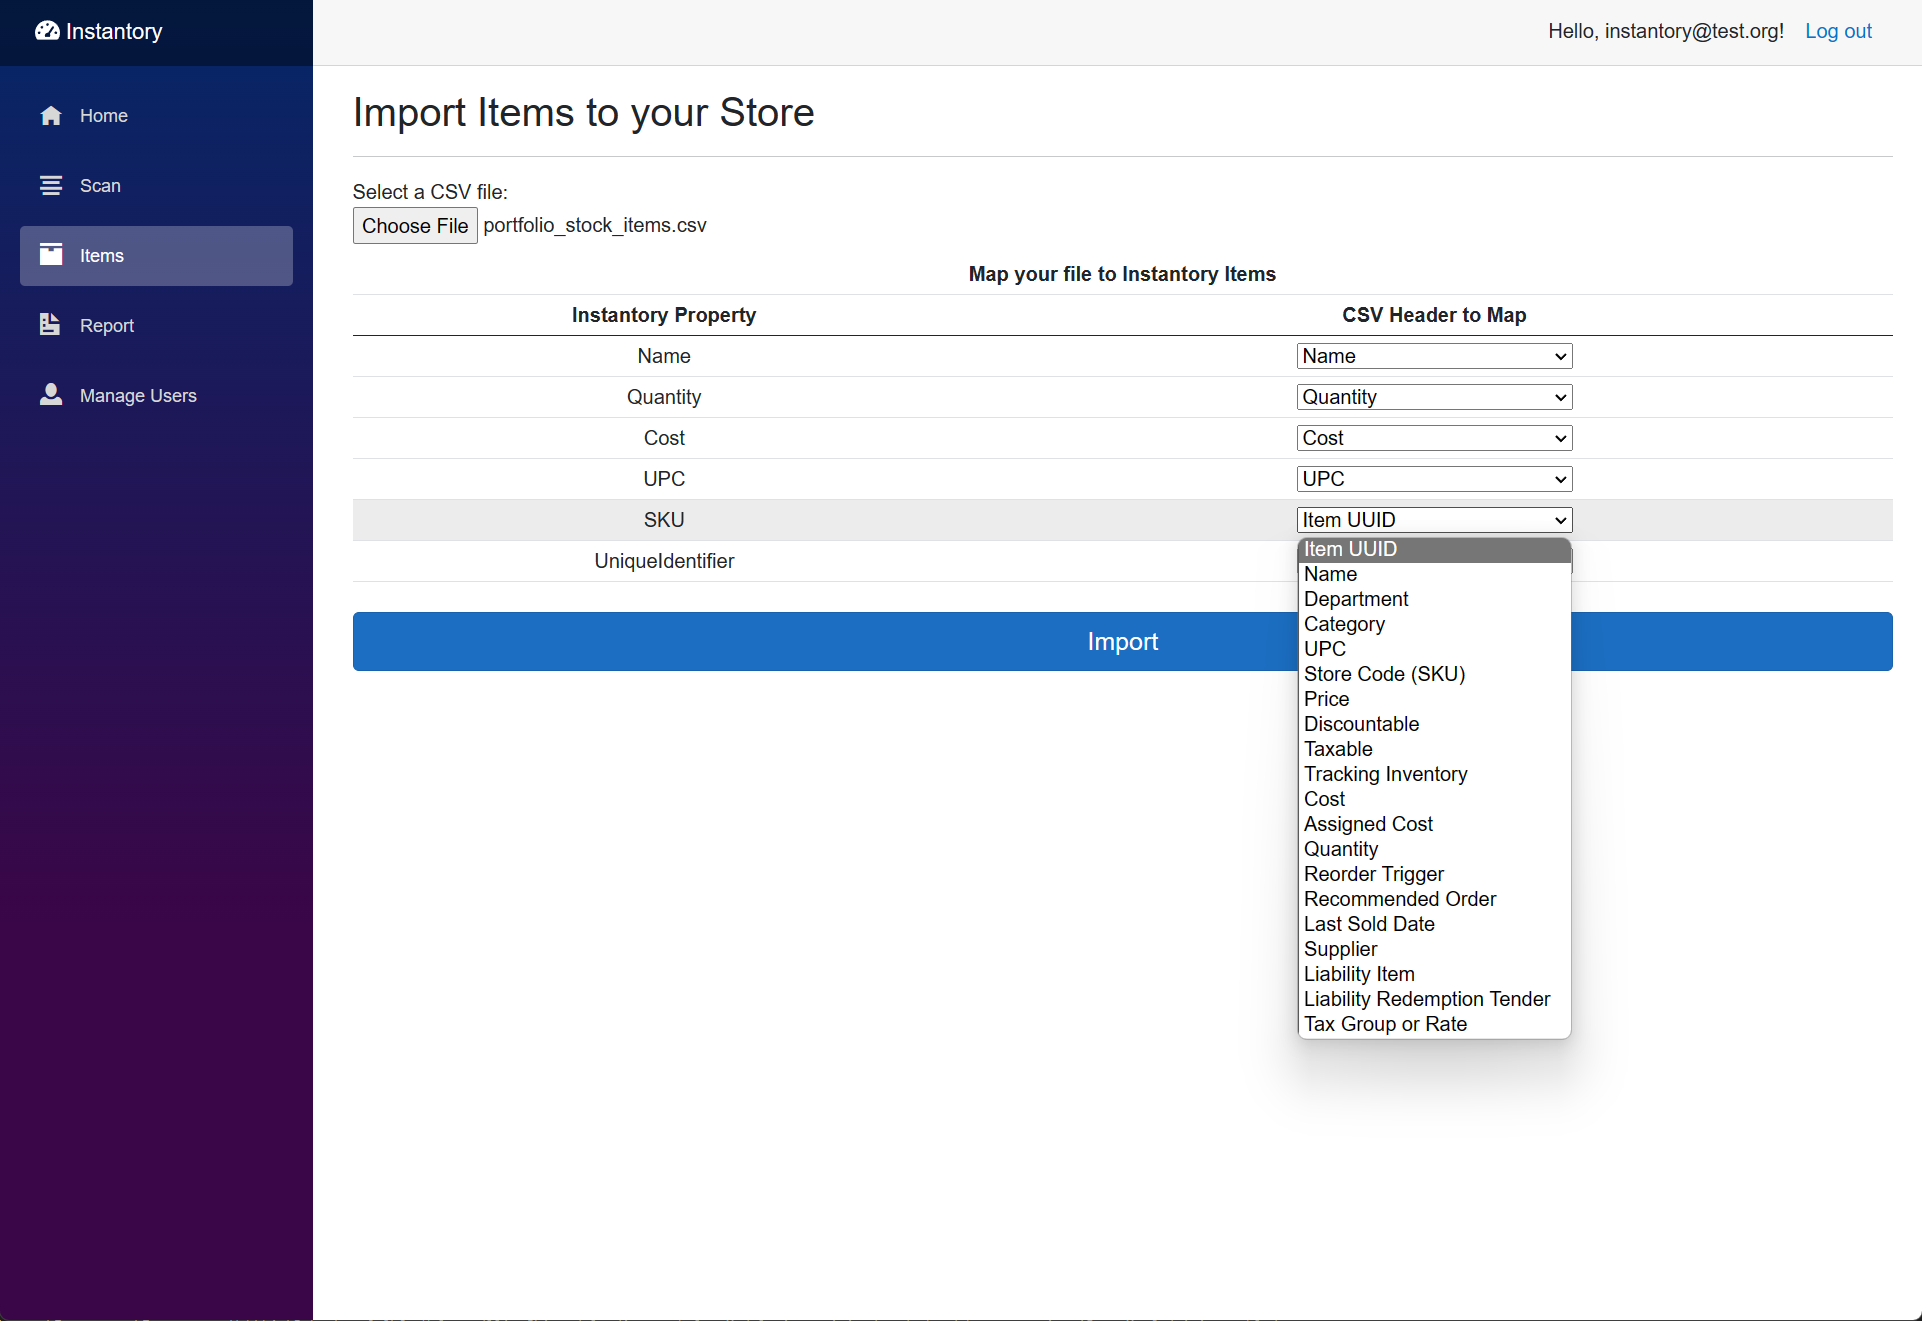 Instantory
Hello, instantory@test.org! Log out
Home
Scan
Items
Report
Manage Users
Import Items to your Store
Select a CSV file:
Choose File portfolio_stock_items.csv
Map your file to Instantory Items
Instantory Property CSV Header to Map
Name Name
Quantity Quantity
Cost Cost
UPC UPC
SKU Item UUID
UniqueIdentifier
Import
Item UUID
Name
Department
Category
UPC
Store Code (SKU)
Price
Discountable
Taxable
Tracking Inventory
Cost
Assigned Cost
Quantity
Reorder Trigger
Recommended Order
Last Sold Date
Supplier
Liability Item
Liability Redemption Tender
Tax Group or Rate